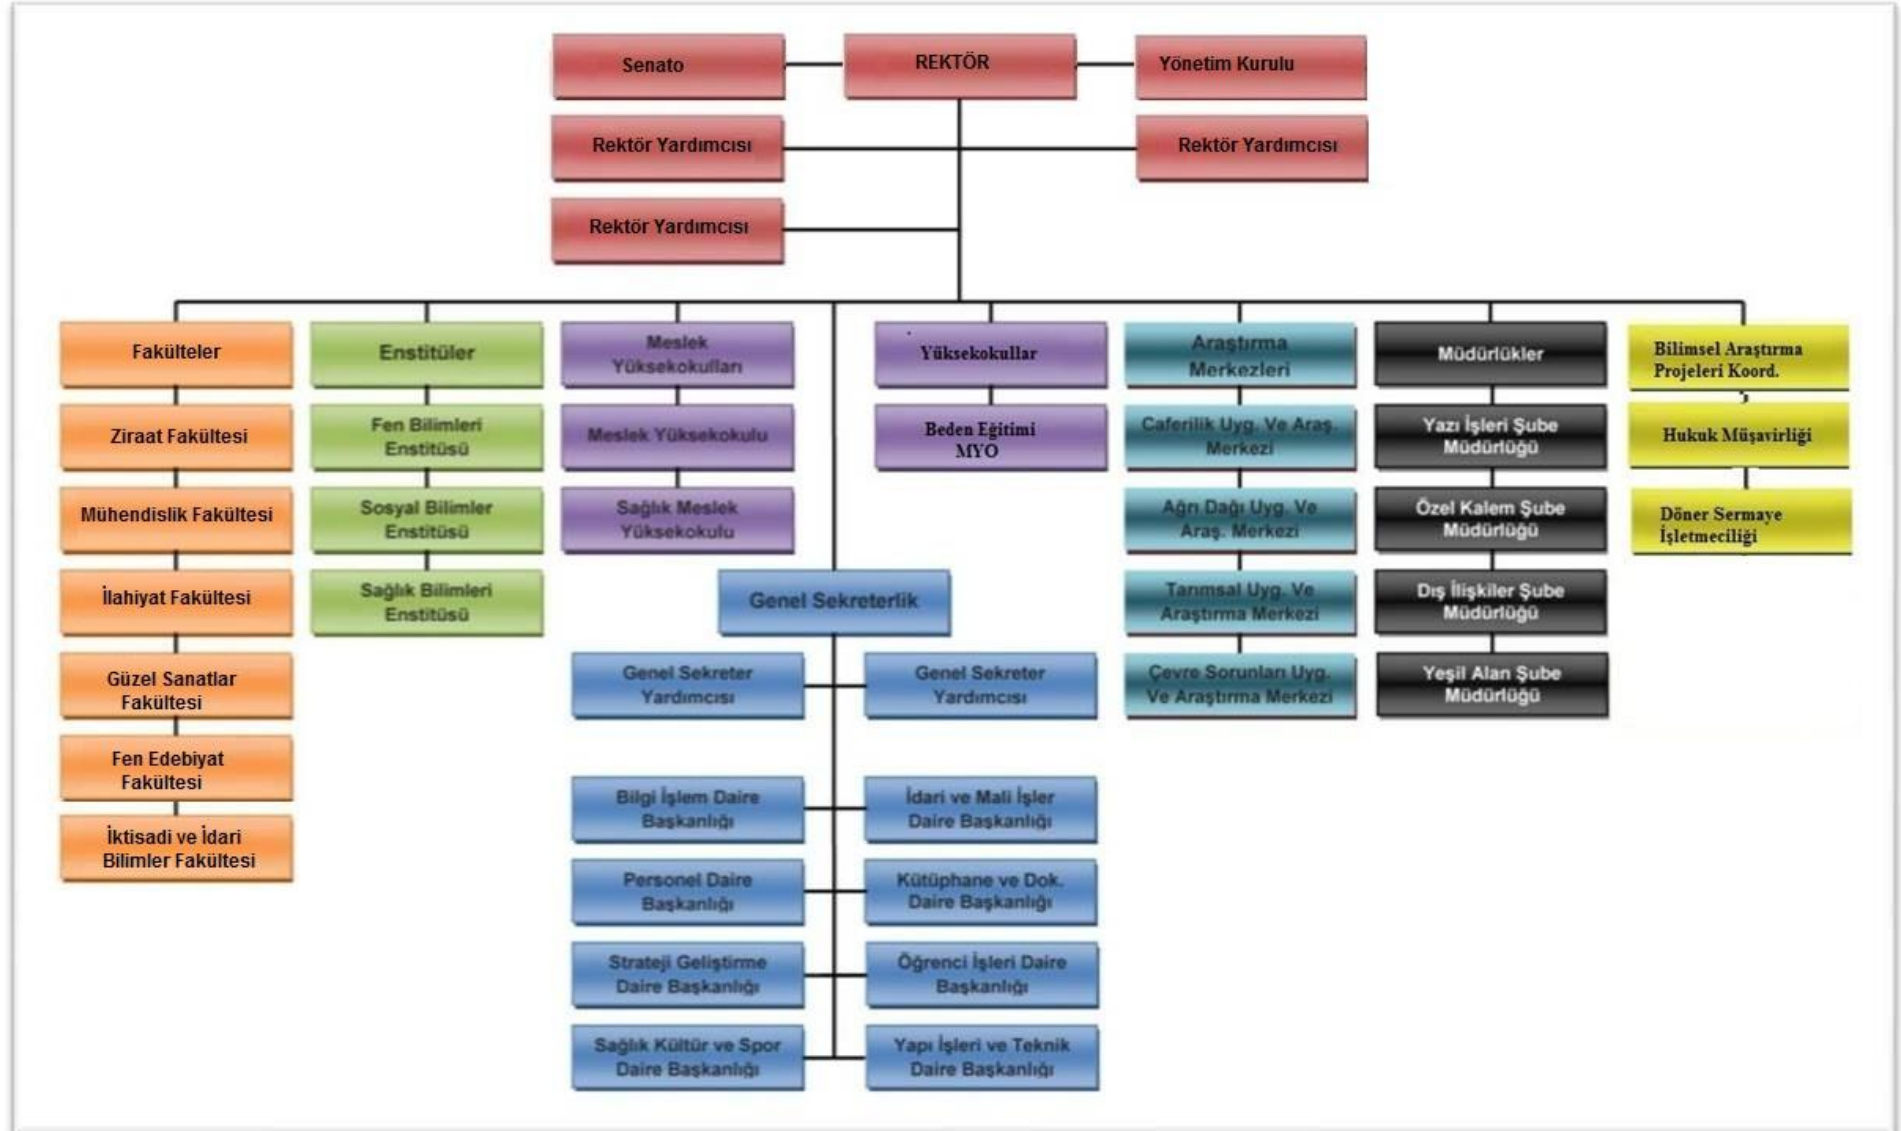 Senato
REKTÖR
Yönetim Kurulu
Rektör Yardımcısı
Rektör Yardımcısı
Rektör Yardımcısı
Fakülteler
Ziraat Fakültesi
Mühendislik Fakültesi
İlahiyat Fakültesi
Güzel Sanatlar
Fakültesi
Fen Edebiyat
Fakültesi
İktisadi ve İdari
Bilimler Fakültesi
Enstitüler
Fen Bilimleri
Enstitüsü
Sosyal Bilimler
Enstitüsü
Sağlık Bilimleri
Enstitüsü
Meslek
Yüksekokulları
Meslek Yüksekokulu
Sağlık Meslek
Yüksekokulu
Genel Sekreterlik
Genel Sekreter
Yardımcısı
Genel Sekreter
Yardımcısı
Bilgi İşlem Daire
Başkanlığı
İdari ve Mali İşler
Daire Başkanlığı
Personel Daire
Başkanlığı
Kütüphane ve Dok.
Daire Başkanlığı
Strateji Geliştirme
Daire Başkanlığı
Öğrenci İşleri Daire
Başkanlığı
Sağlık Kültür ve Spor
Daire Başkanlığı
Yapı İşleri ve Teknik
Daire Başkanlığı
Yüksekokullar
Beden Eğitimi
MYO
Araştırma
Merkezleri
Caferilik Uyg. Ve Araş.
Merkezi
Ağrı Dağı Uyg. Ve
Araş. Merkezi
Tarımsal Uyg. Ve
Araştırma Merkezi
Çevre Sorunları Uyg.
Ve Araştırma Merkezi
Müdürlükler
Yazı İşleri Şube
Müdürlüğü
Özel Kalem Şube
Müdürlüğü
Dış İlişkiler Şube
Müdürlüğü
Yeşil Alan Şube
Müdürlüğü
Bilimsel Araştırma
Projeleri Koord.
Hukuk Müşavirliği
Döner Sermaye
İşletmeciliği